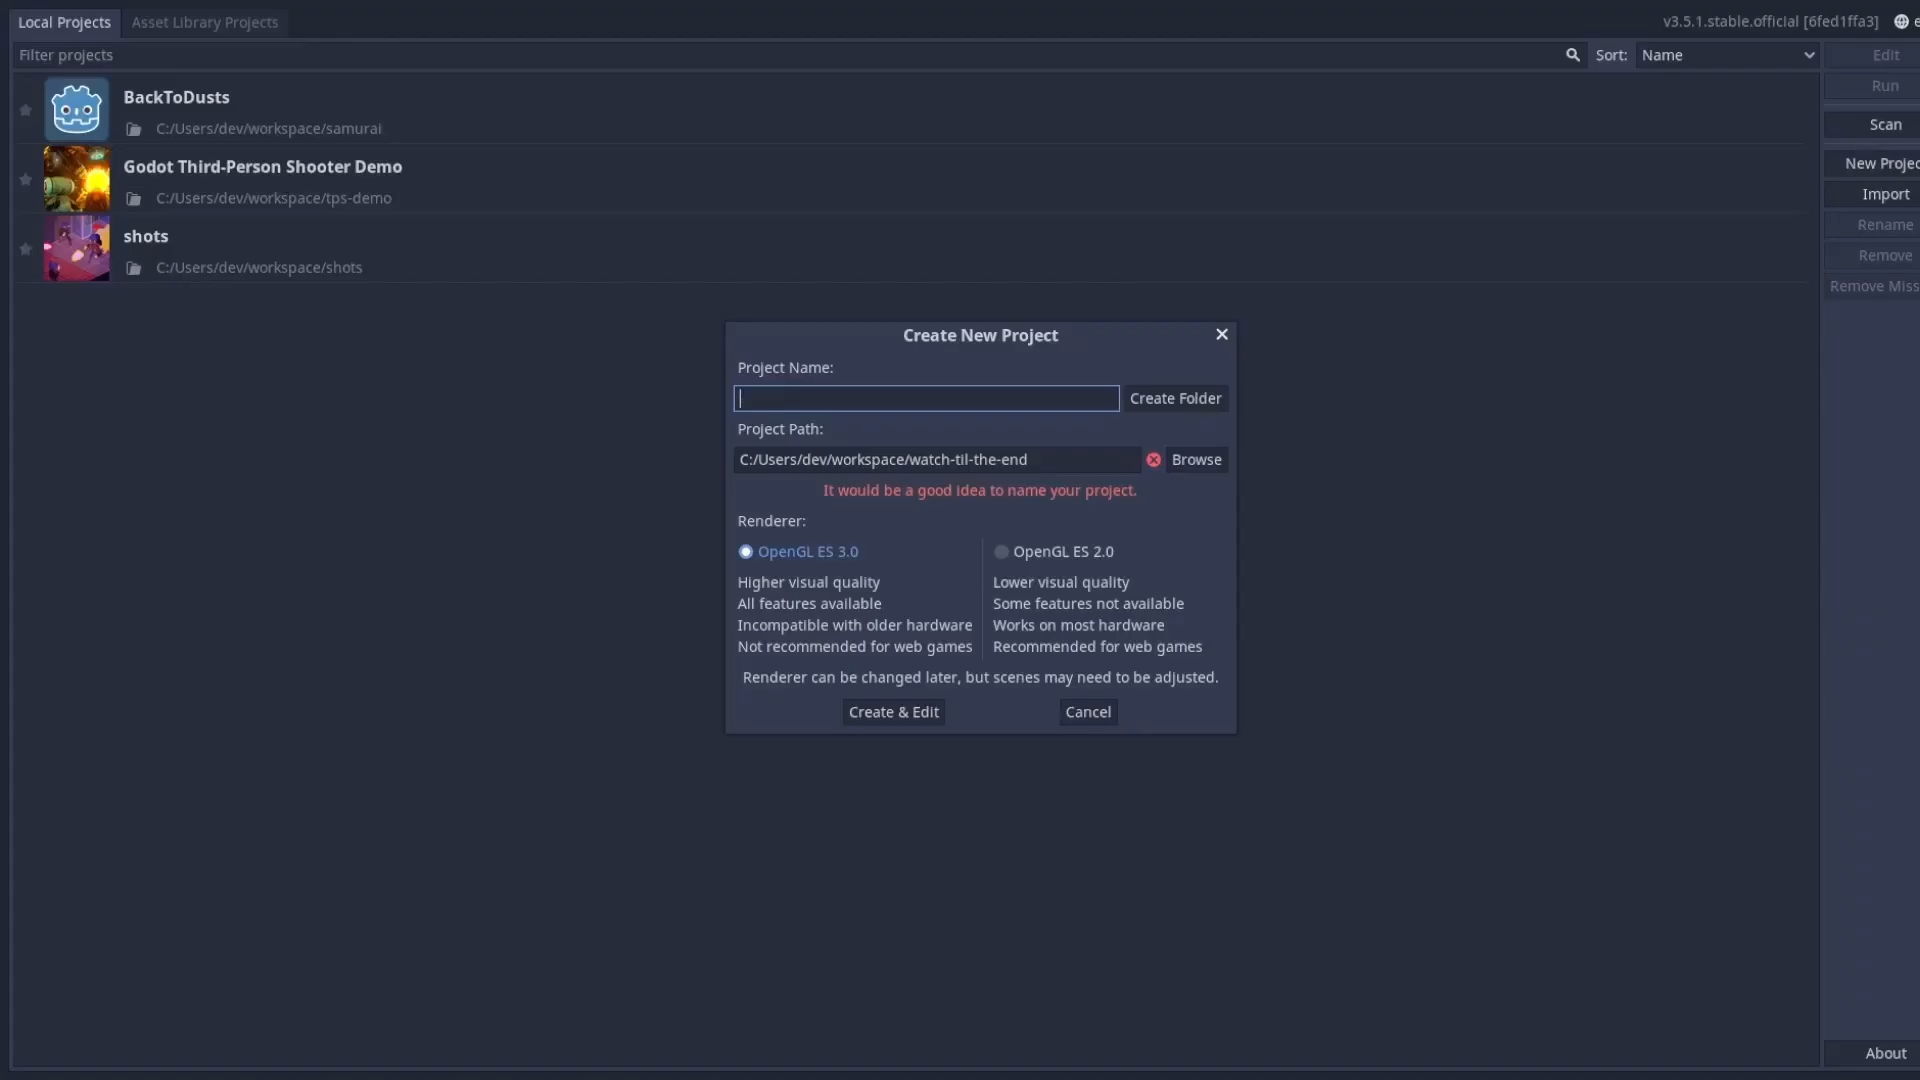 Local Projects
Asset Library Projects
v3.5.1.stable.official [6fed1ffa3]
Filter projects
Sort:
Name
Edit
BackToDusts
C:/Users/dev/workspace/samurai
Run
Scan
Godot Third-Person Shooter Demo
C:/Users/dev/workspace/tps-demo
New Projec
Import
shots
C:/Users/dev/workspace/shots
Rename
Remove
Remove Miss
Create New Project
Project Name:
Create Folder
Project Path:
C:/Users/dev/workspace/watch-til-the-end
Browse
It would be a good idea to name your project.
Renderer:
OpenGL ES 3.0
Higher visual quality
All features available
Incompatible with older hardware
Not recommended for web games
OpenGL ES 2.0
Lower visual quality
Some features not available
Works on most hardware
Recommended for web games
Renderer can be changed later, but scenes may need to be adjusted.
Create & Edit
Cancel
About